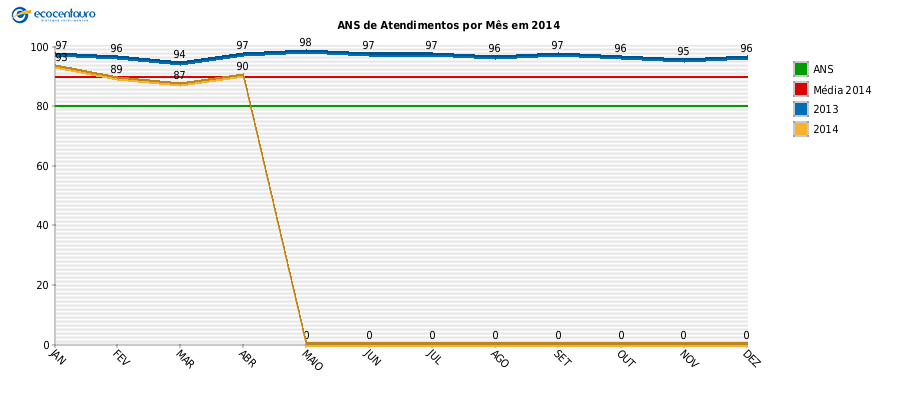 ecocentauro
ANS de Atendimentos por Mês em 2014
100
80
60
40
20
0
97 96 94 97 98 97 97 96 97 96 95 96
93 89 87 90 0 0 0 0 0 0 0 0
JAN FEV MAR ABR MAIO JUN JUL AGO SET OUT NOV DEZ
ANS
Média 2014
2013
2014